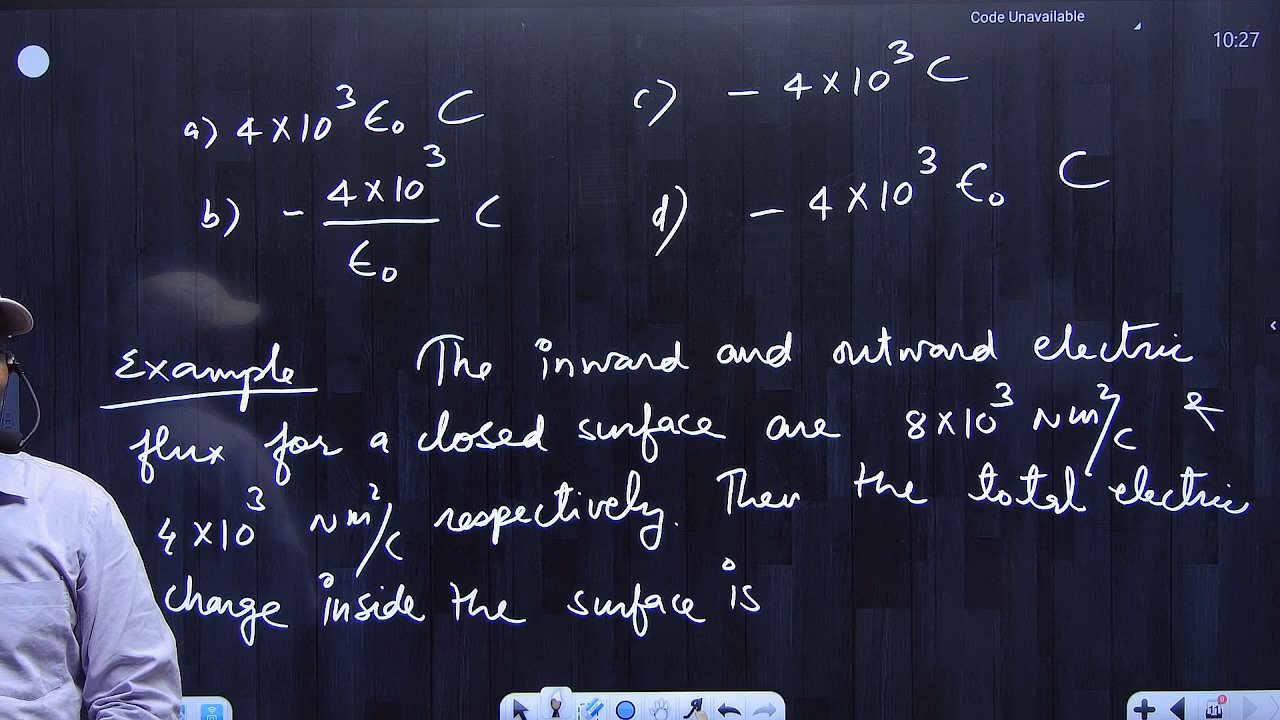 Code Unavailable
10:27
a) 4×10³ ϵ₀ C
b) - 4×10³/ϵ₀ C
c) - 4×10³ C
d) - 4×10³ ϵ₀ C
Example The inward and outward electric
flux for a closed surface are 8×10³ Nm²/C &
4×10³ Nm²/C respectively. Then the total electric
charge inside the surface is
11